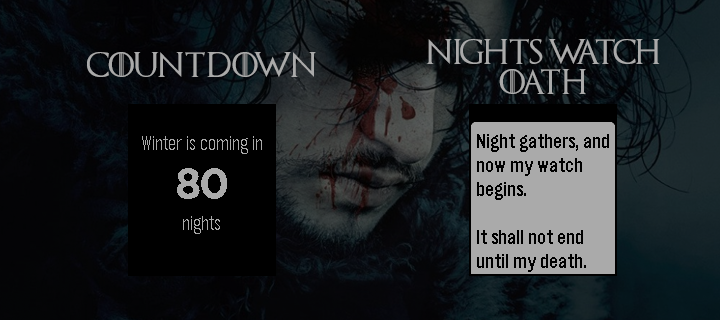 COUNTDOWN
Winter is coming in
80
nights
NIGHTS WATCH
OATH
Night gathers, and
now my watch
begins.
It shall not end
until my death.